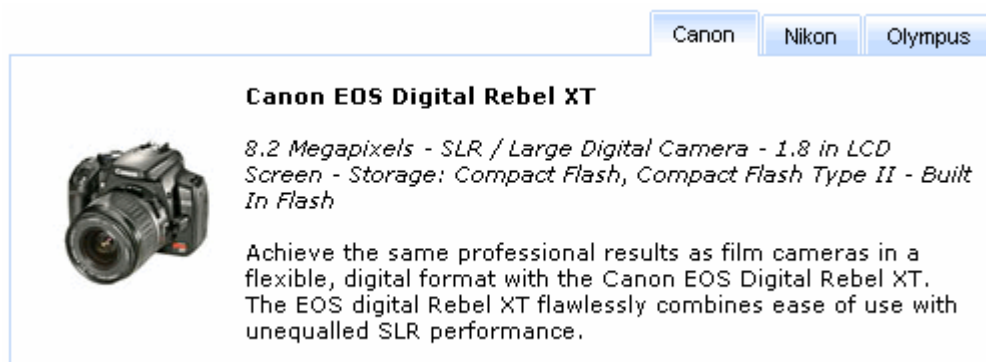 Canon Nikon Olympus
Canon EOS Digital Rebel XT
8.2 Megapixels - SLR / Large Digital Camera - 1.8 in LCD
Screen - Storage: Compact Flash, Compact Flash Type II - Built
In Flash
Achieve the same professional results as film cameras in a
flexible, digital format with the Canon EOS Digital Rebel XT.
The EOS digital Rebel XT flawlessly combines ease of use with
unequalled SLR performance.